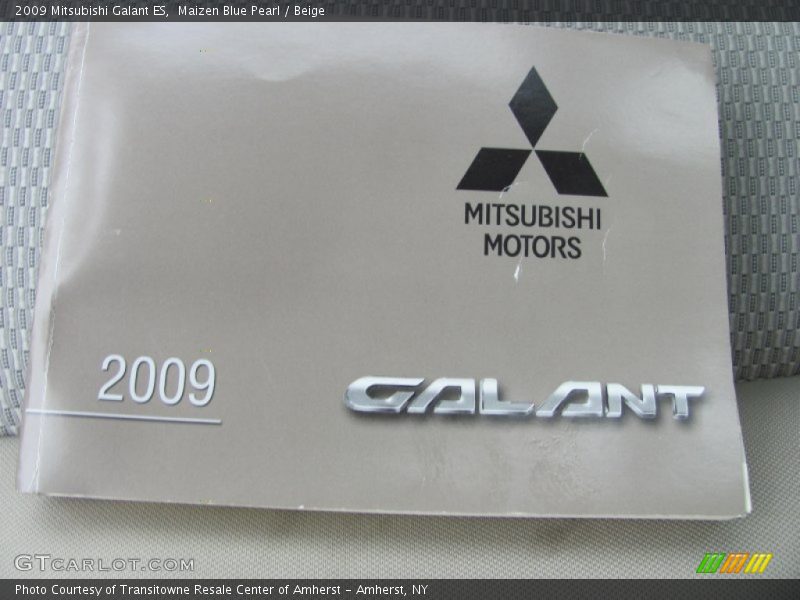 2009 Mitsubishi Galant ES,  Maizen Blue Pearl / Beige
MITSUBISHI
MOTORS
2009
GALANT
GTCARLOT.COM
Photo Courtesy of Transitowne Resale Center of Amherst - Amherst, NY